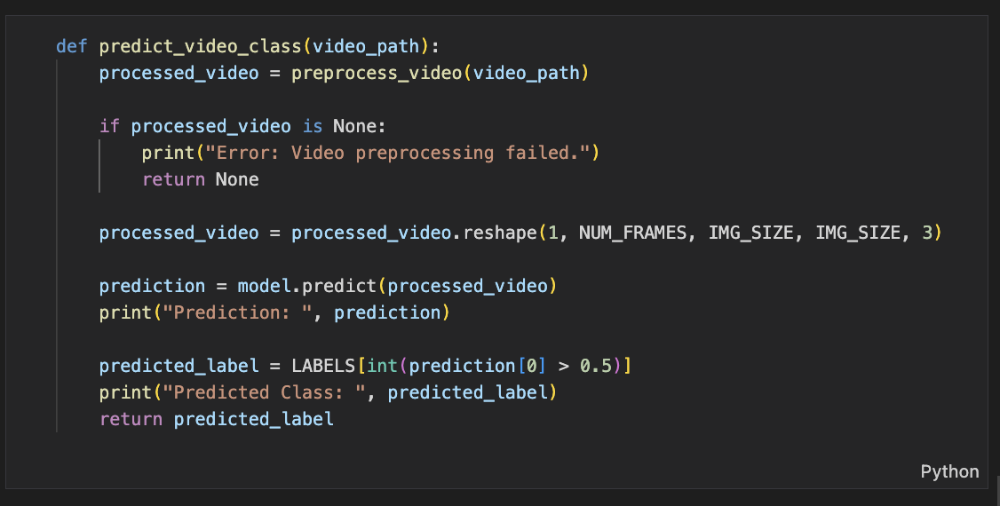 def predict_video_class(video_path):
    processed_video = preprocess_video(video_path)

    if processed_video is None:
        print("Error: Video preprocessing failed.")
        return None

    processed_video = processed_video.reshape(1, NUM_FRAMES, IMG_SIZE, IMG_SIZE, 3)

    prediction = model.predict(processed_video)
    print("Prediction: ", prediction)

    predicted_label = LABELS[int(prediction[0] > 0.5)]
    print("Predicted Class: ", predicted_label)
    return predicted_label
Python